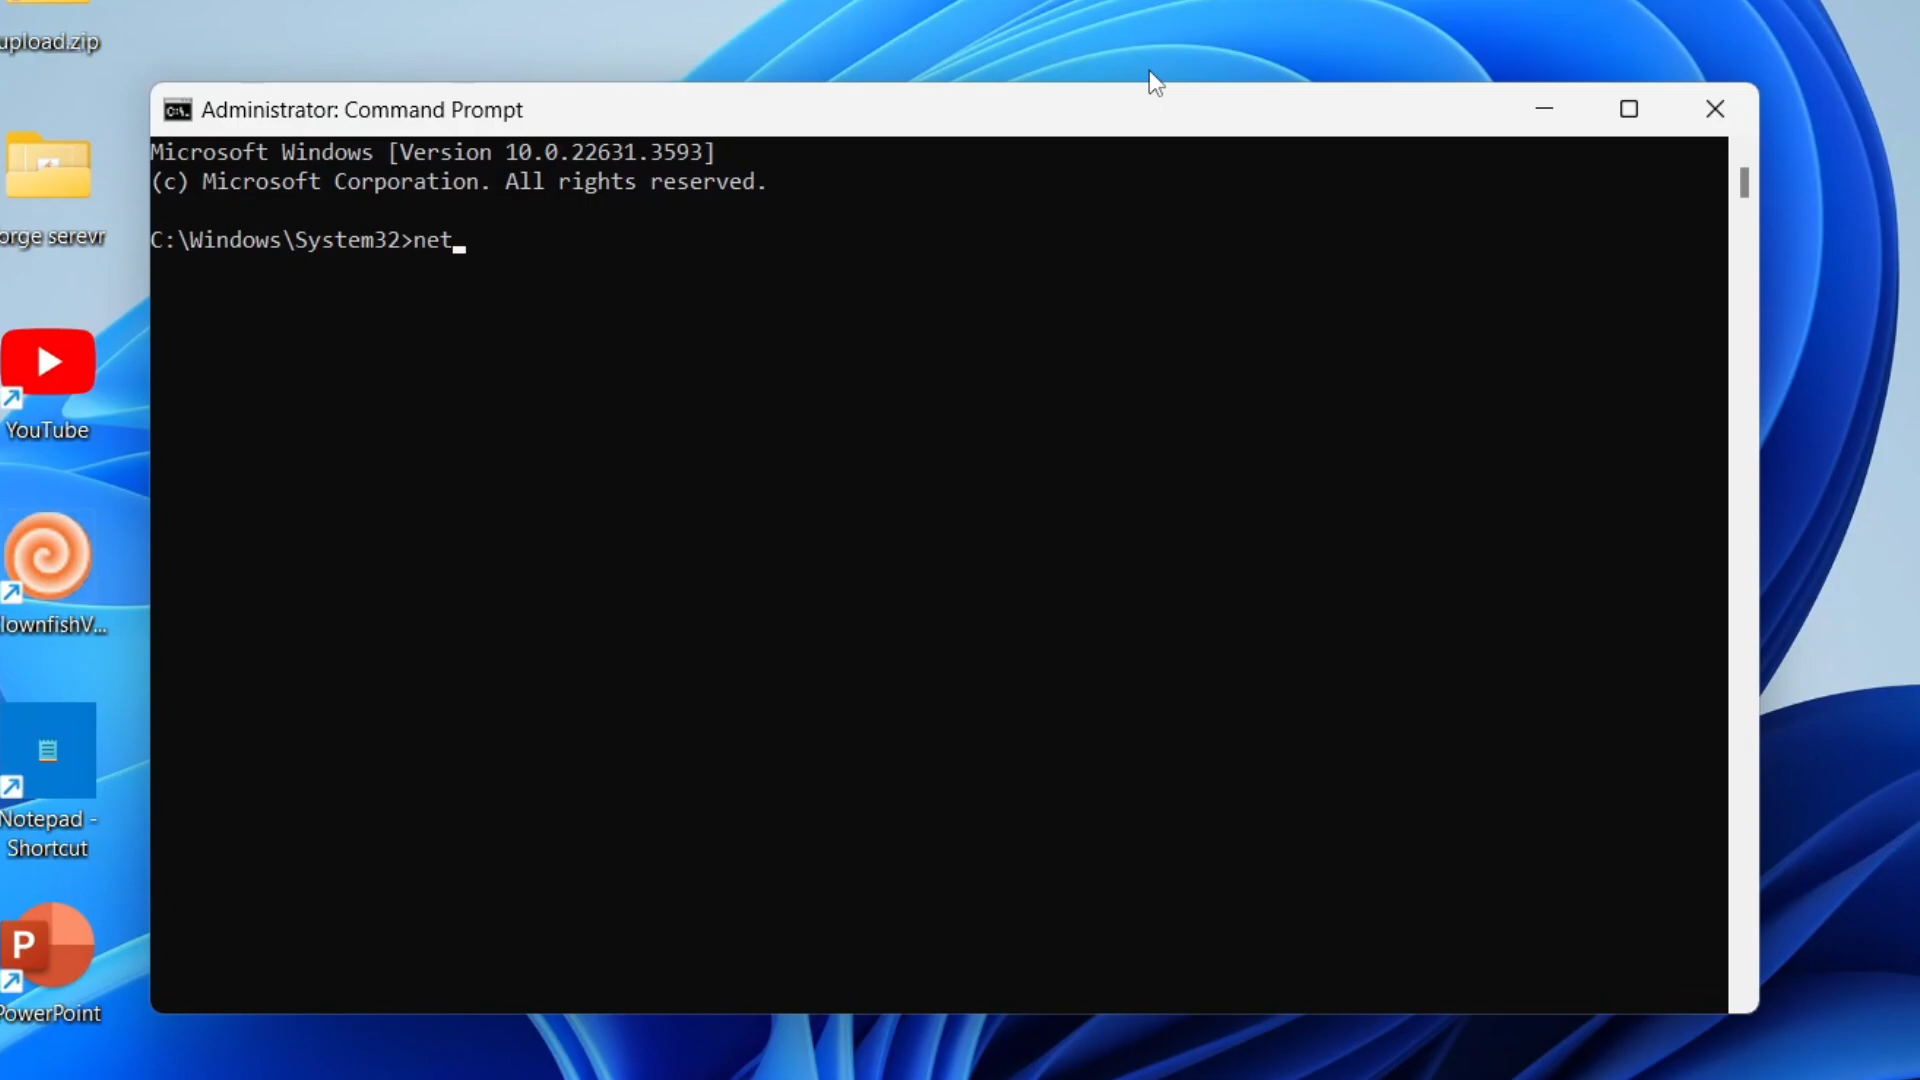 upload.zip
Administrator: Command Prompt
Microsoft Windows [Version 10.0.22631.3593]
(c) Microsoft Corporation. All rights reserved.
C:\Windows\System32>net
orge serevr
YouTube
lownfishV...
Notepad -
Shortcut
P
PowerPoint